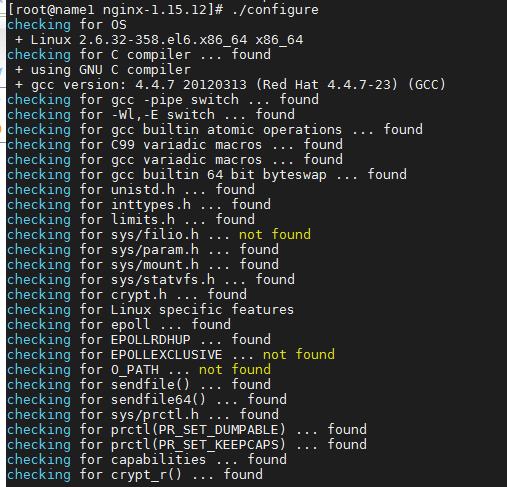 [root@name1 nginx-1.15.12]# ./configure
checking for OS
 + Linux 2.6.32-358.el6.x86_64 x86_64
checking for C compiler ... found
 + using GNU C compiler
 + gcc version: 4.4.7 20120313 (Red Hat 4.4.7-23) (GCC)
checking for gcc -pipe switch ... found
checking for -Wl,-E switch ... found
checking for gcc builtin atomic operations ... found
checking for C99 variadic macros ... found
checking for gcc variadic macros ... found
checking for gcc builtin 64 bit byteswap ... found
checking for unistd.h ... found
checking for inttypes.h ... found
checking for limits.h ... found
checking for sys/filio.h ... not found
checking for sys/param.h ... found
checking for sys/mount.h ... found
checking for sys/statvfs.h ... found
checking for crypt.h ... found
checking for Linux specific features
checking for epoll ... found
checking for EPOLLRDHUP ... found
checking for EPOLLEXCLUSIVE ... not found
checking for O_PATH ... not found
checking for sendfile() ... found
checking for sendfile64() ... found
checking for sys/prctl.h ... found
checking for prctl(PR_SET_DUMPABLE) ... found
checking for prctl(PR_SET_KEEPCAPS) ... found
checking for capabilities ... found
checking for crypt_r() ... found